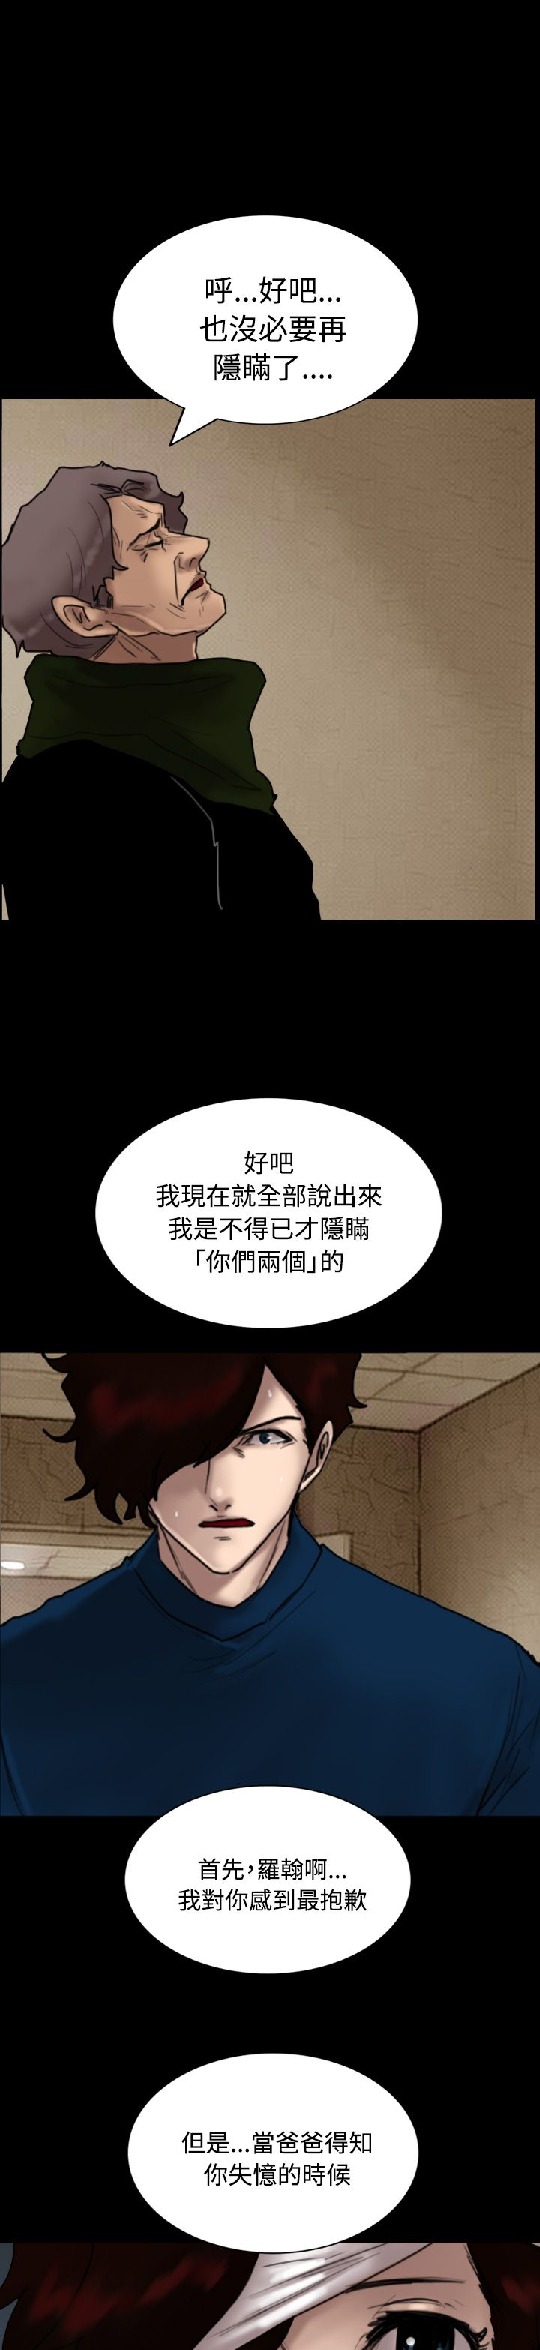 呼...好吧...
也沒必要再
隱瞞了....
好吧
我現在就全部說出來
我是不得已才隱瞞
「你們兩個」的
首先,羅翰啊...
我對你感到最抱歉
但是...當爸爸得知
你失憶的時候